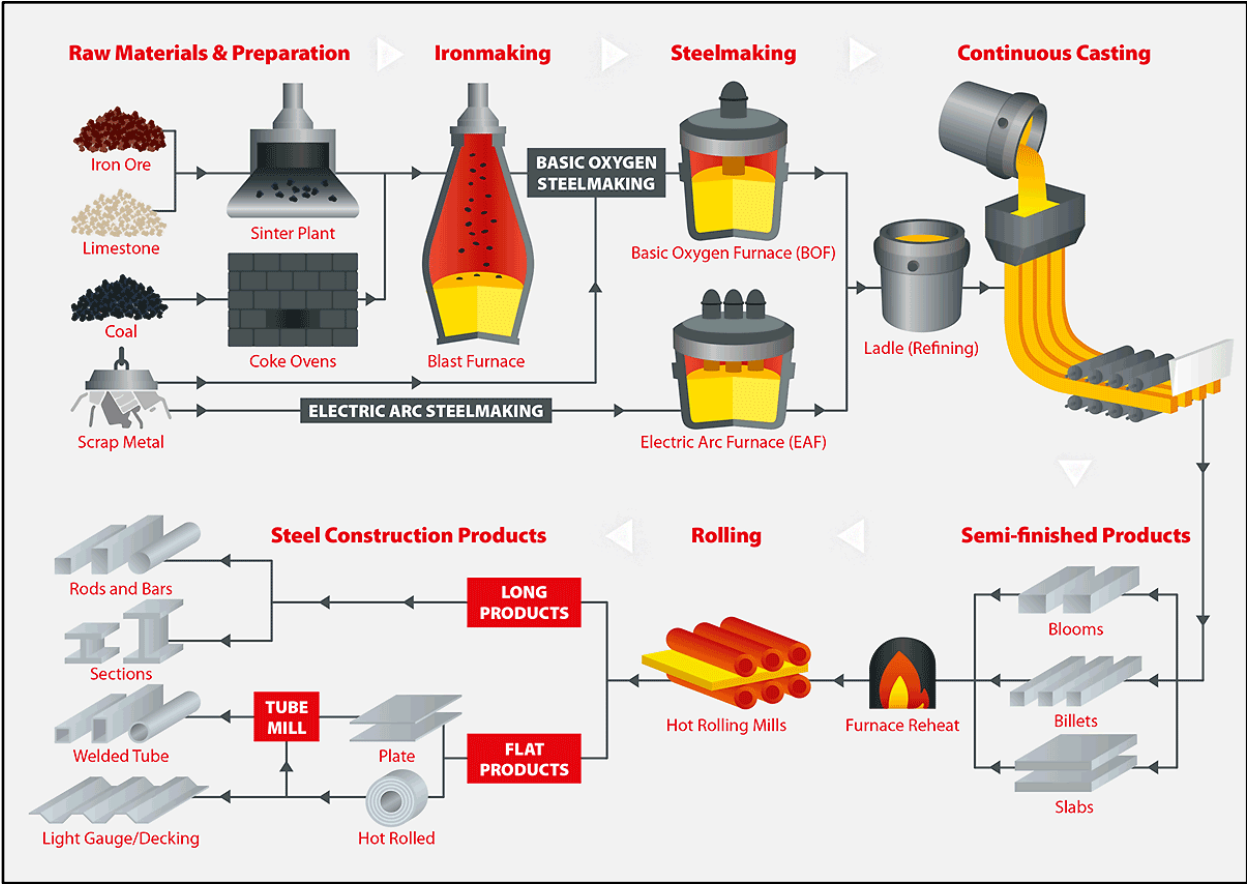 Raw Materials & Preparation
Ironmaking
Steelmaking
Continuous Casting
Iron Ore
Limestone
Sinter Plant
Coal
Coke Ovens
Scrap Metal
Blast Furnace
BASIC OXYGEN
STEELMAKING
ELECTRIC ARC STEELMAKING
Basic Oxygen Furnace (BOF)
Electric Arc Furnace (EAF)
Ladle (Refining)
Steel Construction Products
Rolling
Semi-finished Products
Rods and Bars
Sections
Welded Tube
Light Gauge/Decking
LONG
PRODUCTS
TUBE
MILL
Plate
Hot Rolled
FLAT
PRODUCTS
Hot Rolling Mills
Furnace Reheat
Blooms
Billets
Slabs